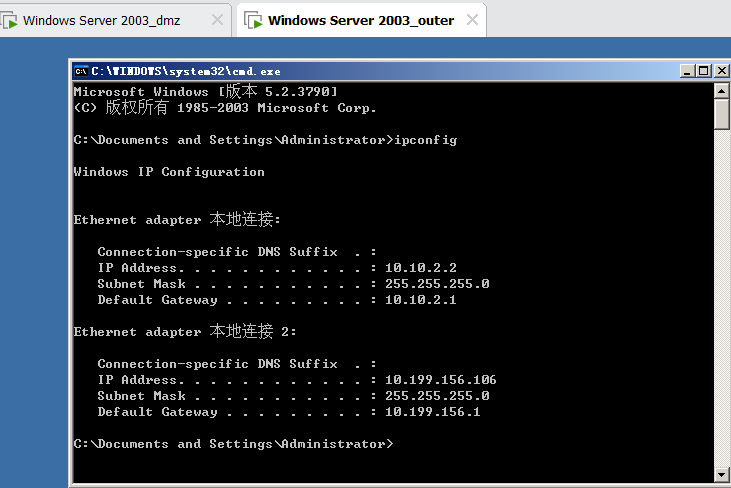 Windows Server 2003_dmz
Windows Server 2003_outer
C:\WINDOWS\system32\cmd.exe
Microsoft Windows [版本 5.2.3790]
(C) 版权所有 1985-2003 Microsoft Corp.
C:\Documents and Settings\Administrator>ipconfig
Windows IP Configuration
Ethernet adapter 本地连接:
Connection-specific DNS Suffix  . :
IP Address. . . . . . . . . . . . : 10.10.2.2
Subnet Mask . . . . . . . . . . . : 255.255.255.0
Default Gateway . . . . . . . . . : 10.10.2.1
Ethernet adapter 本地连接 2:
Connection-specific DNS Suffix  . :
IP Address. . . . . . . . . . . . : 10.199.156.106
Subnet Mask . . . . . . . . . . . : 255.255.255.0
Default Gateway . . . . . . . . . : 10.199.156.1
C:\Documents and Settings\Administrator>